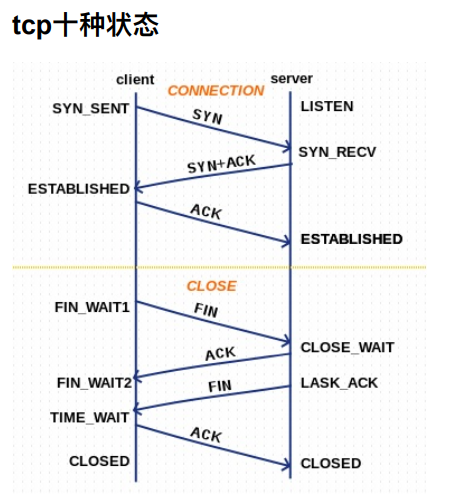 tcp十种状态
client
server
CONNECTION
SYN_SENT
LISTEN
SYN
SYN_RECV
SYN+ACK
ESTABLISHED
ACK
ESTABLISHED
CLOSE
FIN_WAIT1
FIN
CLOSE_WAIT
ACK
FIN_WAIT2
LASK_ACK
FIN
TIME_WAIT
ACK
CLOSED
CLOSED